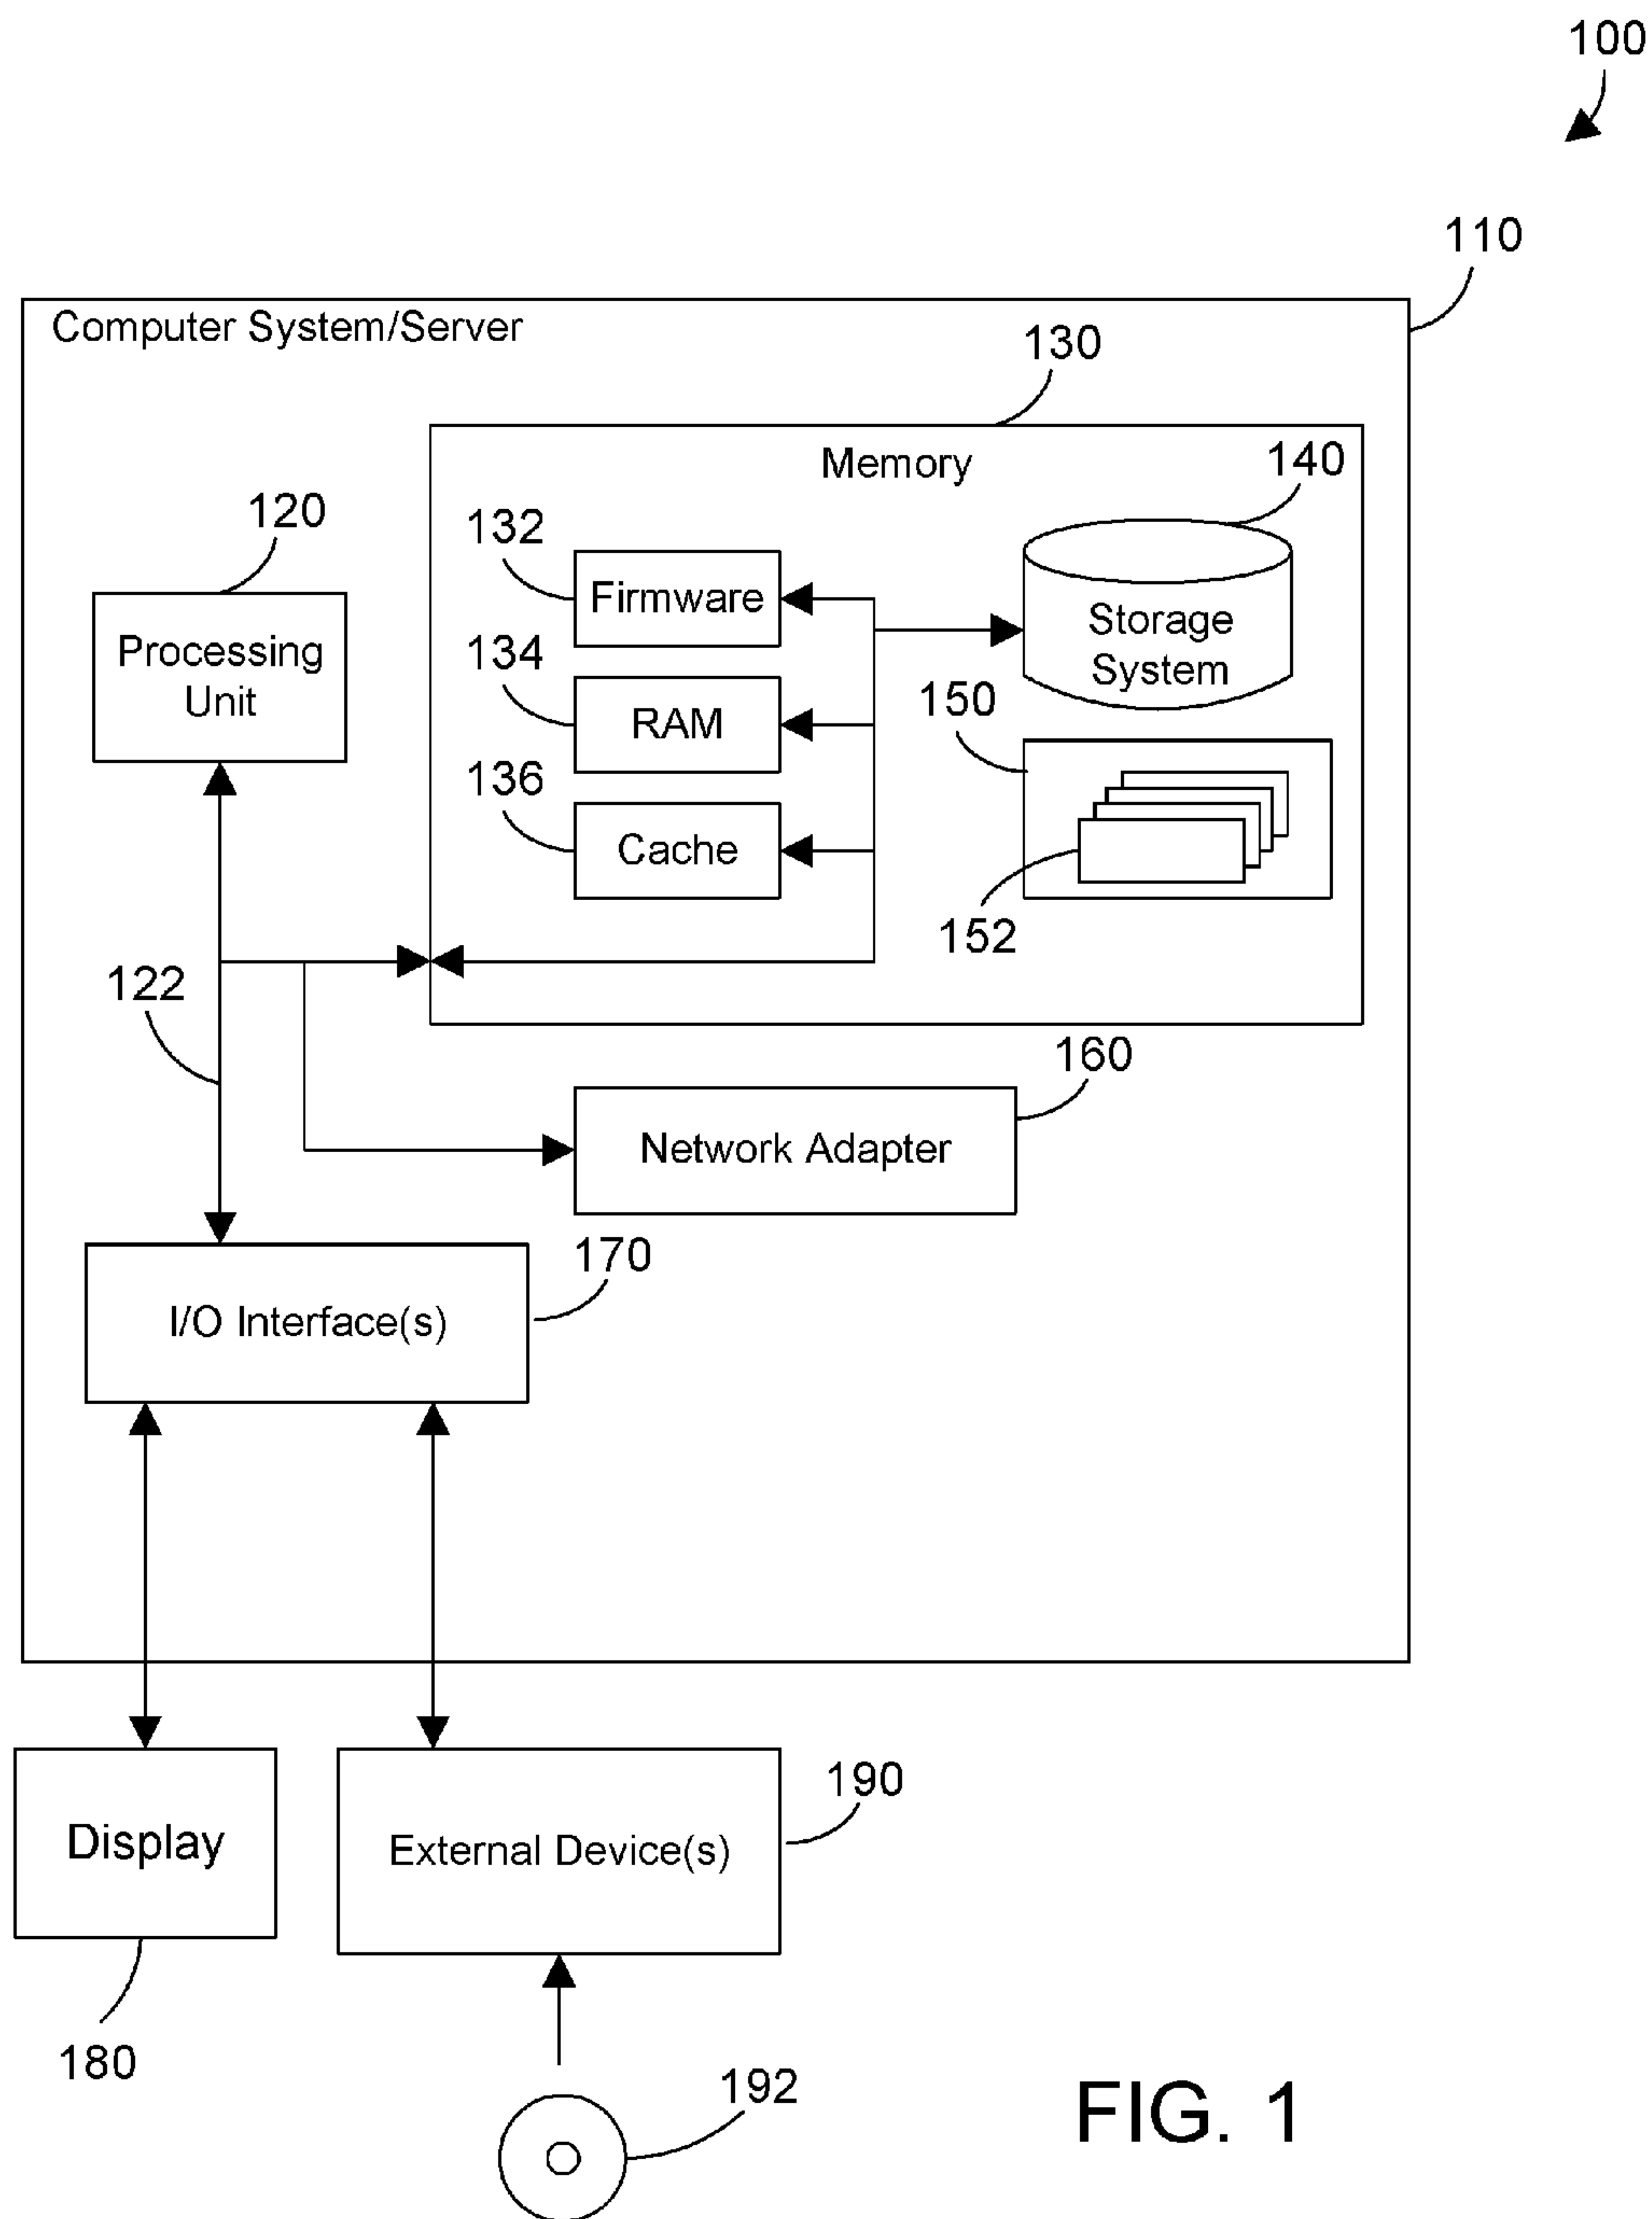 100
110
Computer System/Server
130
Memory
140
120
132
Firmware
Storage
System
Processing
Unit
134
RAM
150
136
Cache
152
122
160
Network Adapter
170
I/O Interface(s)
190
Display
External Device(s)
180
192
FIG. 1